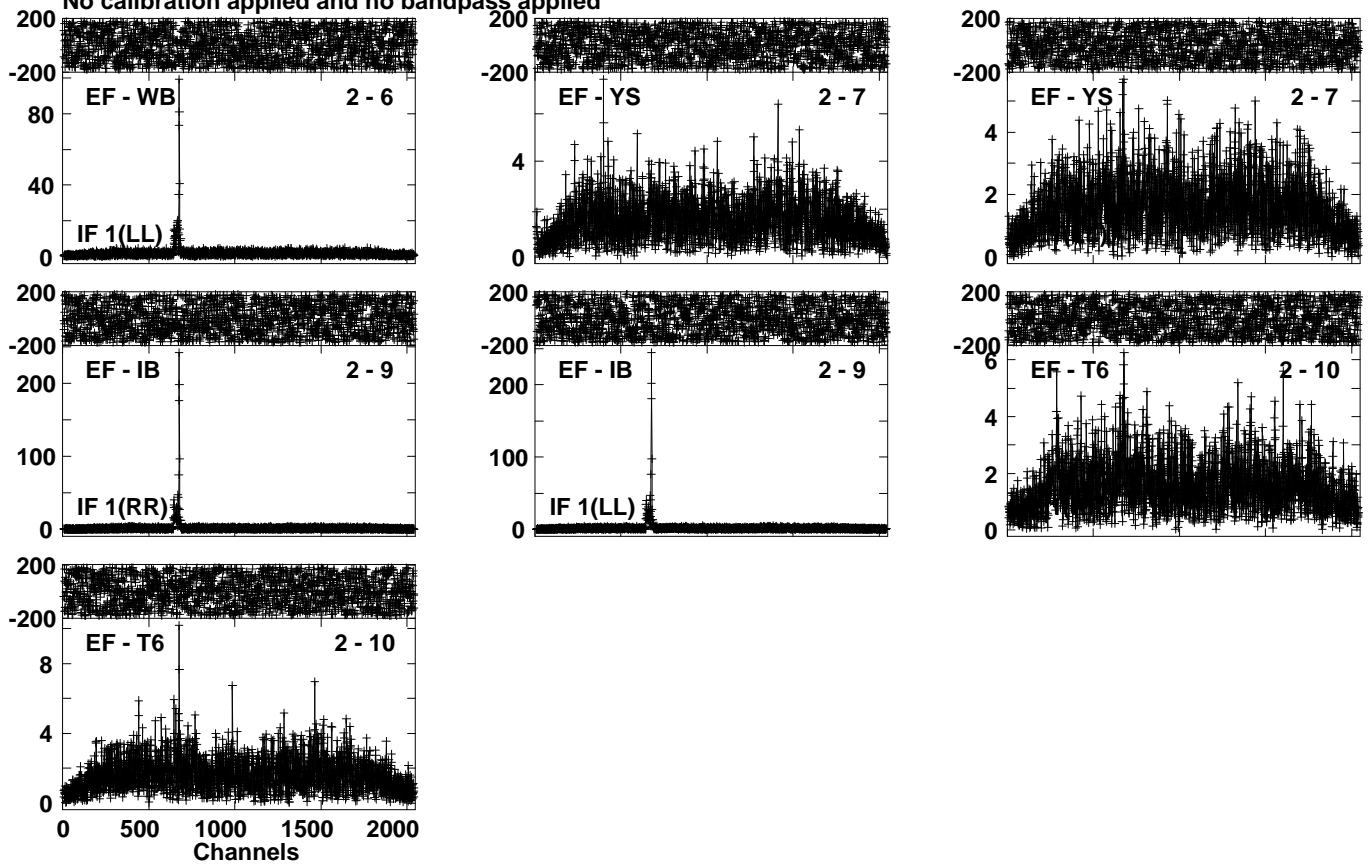 No calibration applied and no bandpass applied
200
-200
EF - WB 2 - 6
80
40
IF 1(LL)
0
200
-200
EF - YS 2 - 7
4
0
200
-200
EF - YS 2 - 7
4
2
0
200
-200
EF - IB 2 - 9
200
100
IF 1(RR)
0
200
-200
EF - IB 2 - 9
200
100
IF 1(LL)
0
200
-200
6
EF - T6 2 - 10
4
2
0
200
-200
EF - T6 2 - 10
8
4
0
0 500 1000 1500 2000
Channels